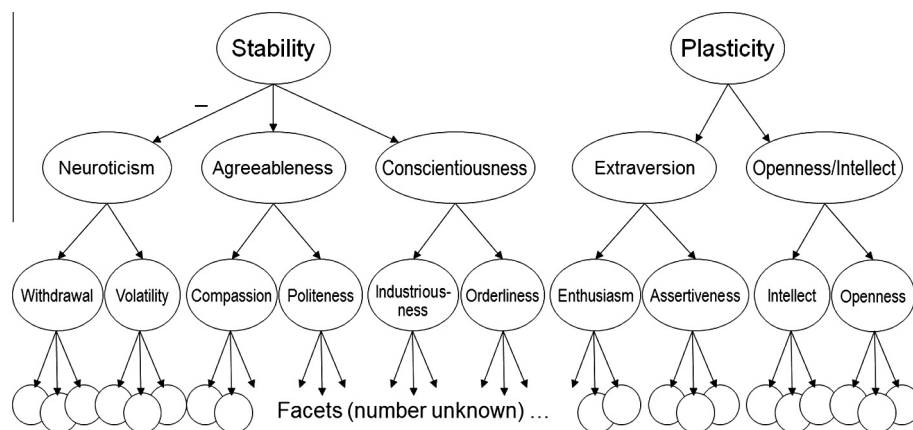 Stability
Plasticity
–
Neuroticism
Agreeableness
Conscientiousness
Extraversion
Openness/Intellect
Withdrawal
Volatility
Compassion
Politeness
Industrious-
ness
Orderliness
Enthusiasm
Assertiveness
Intellect
Openness
Facets (number unknown) ...